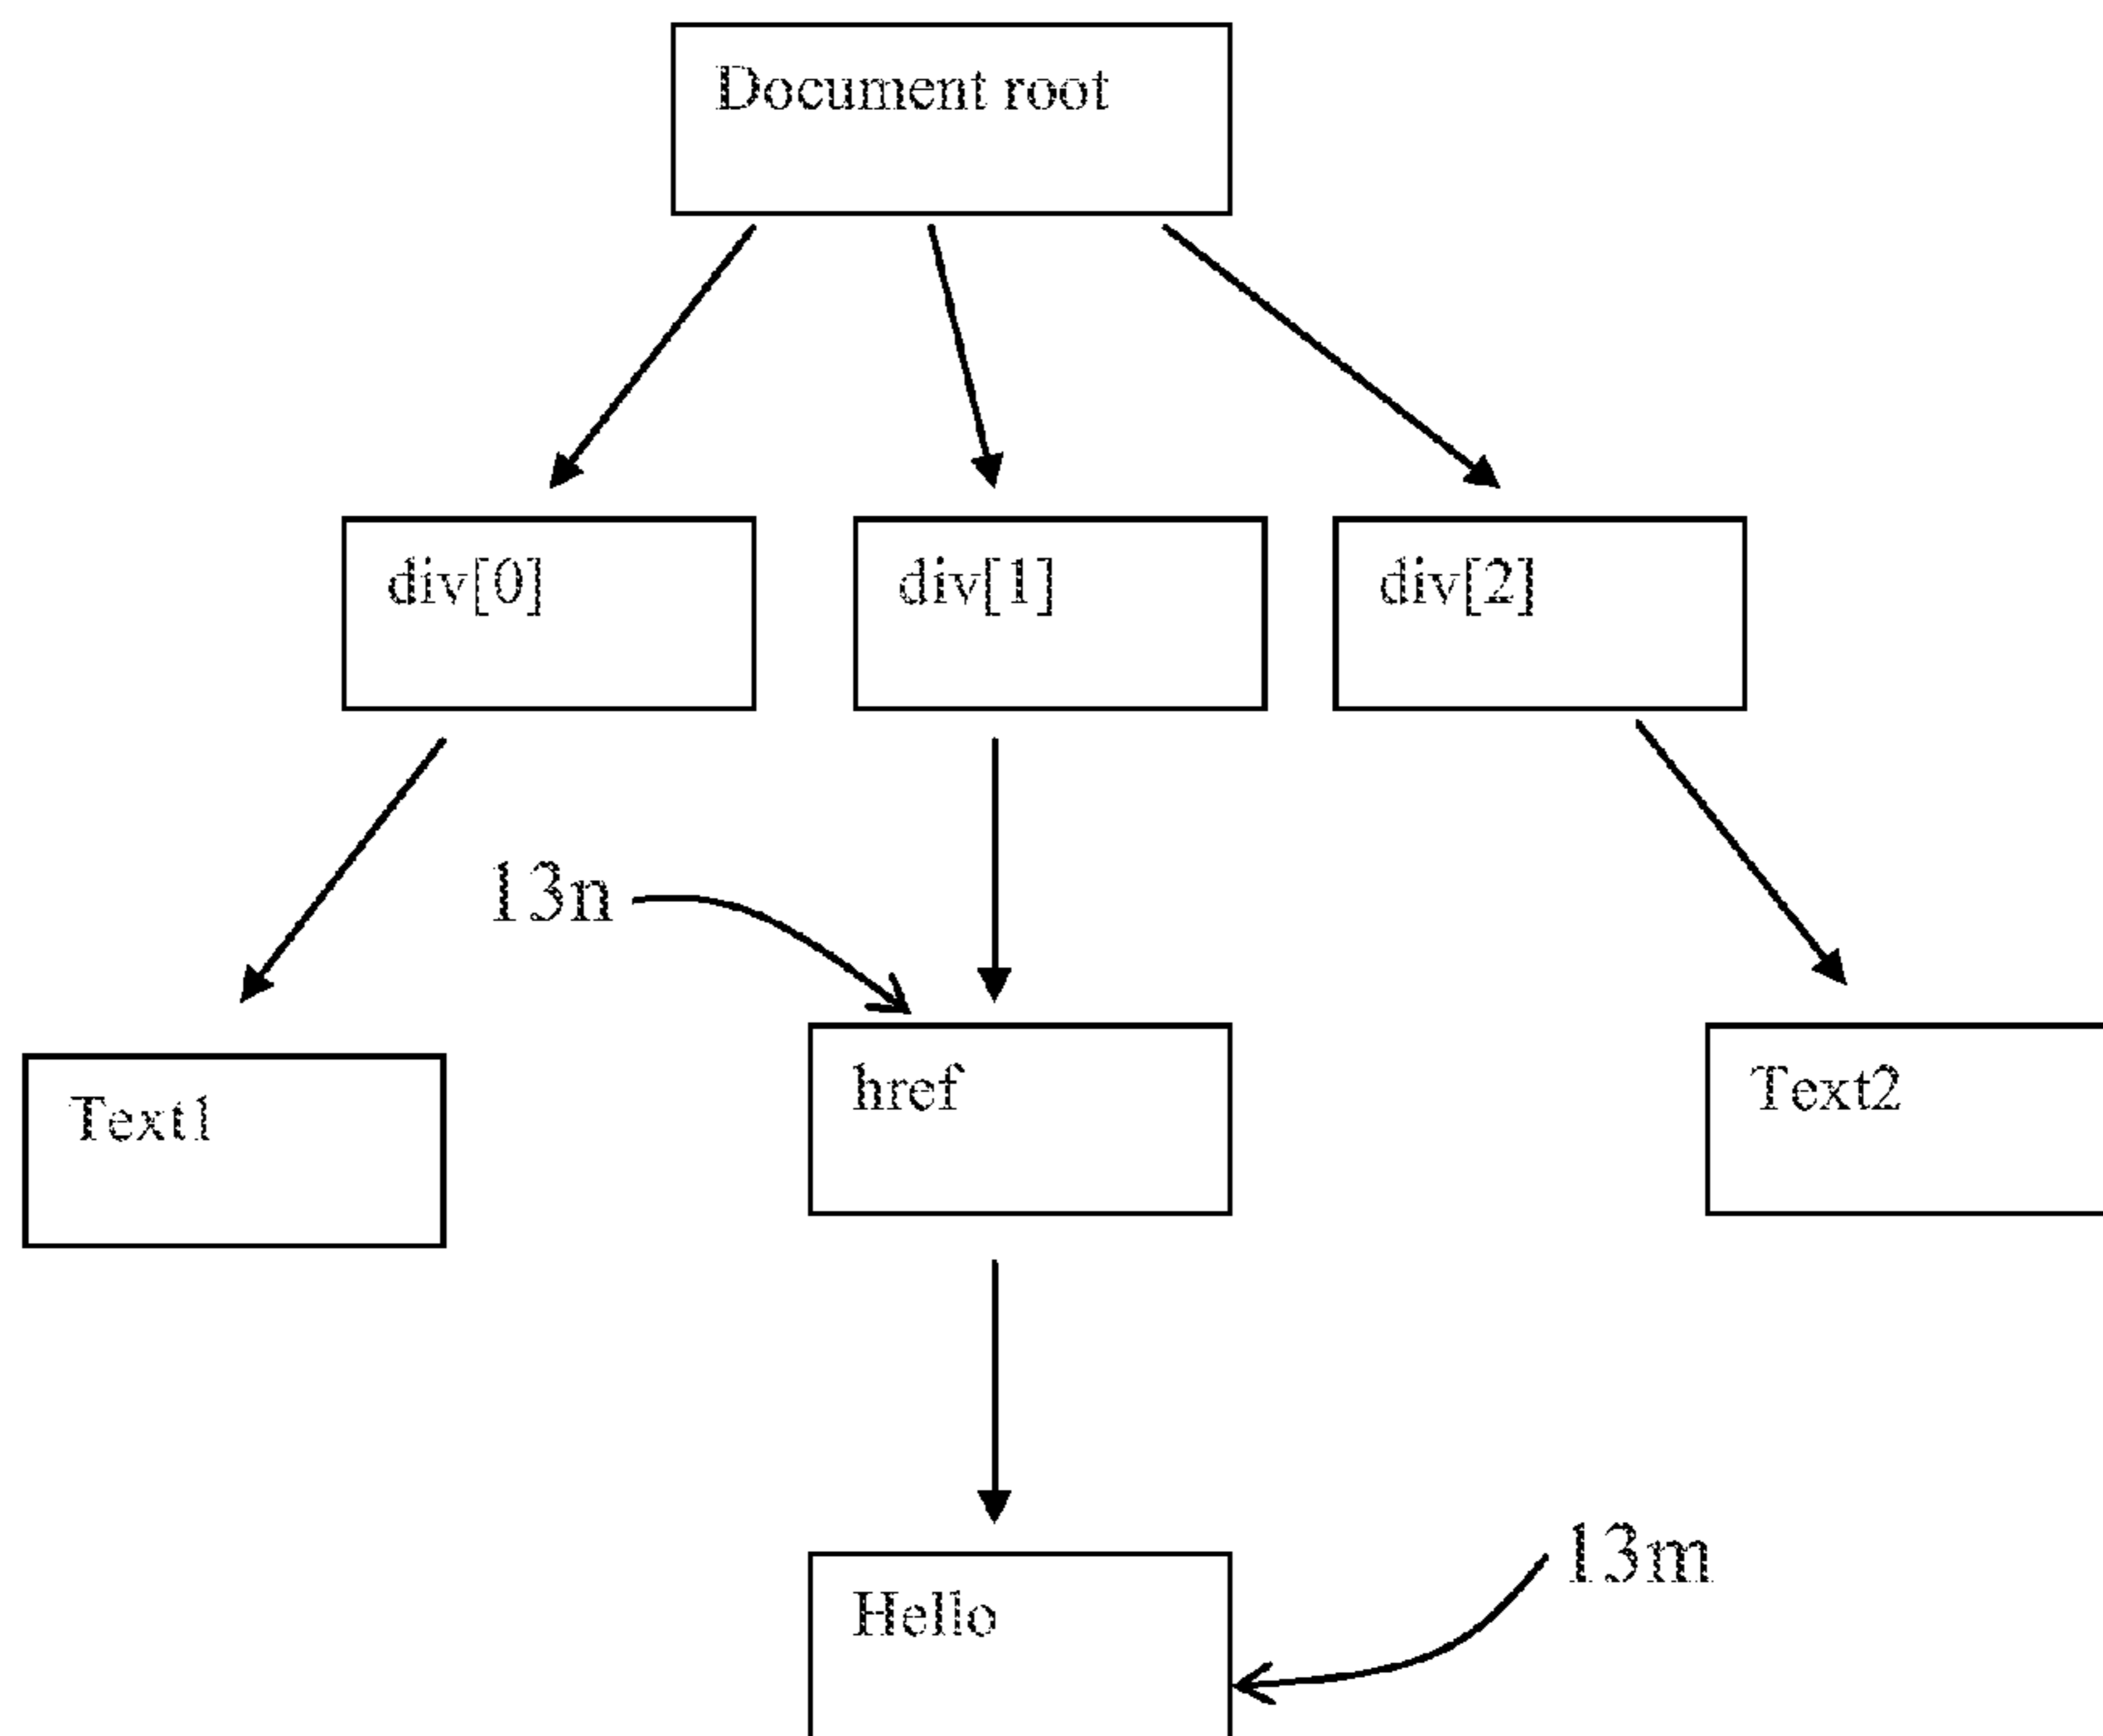 Document root
div[0]
div[1]
div[2]
13n
Text1
href
Text2
Hello
13m